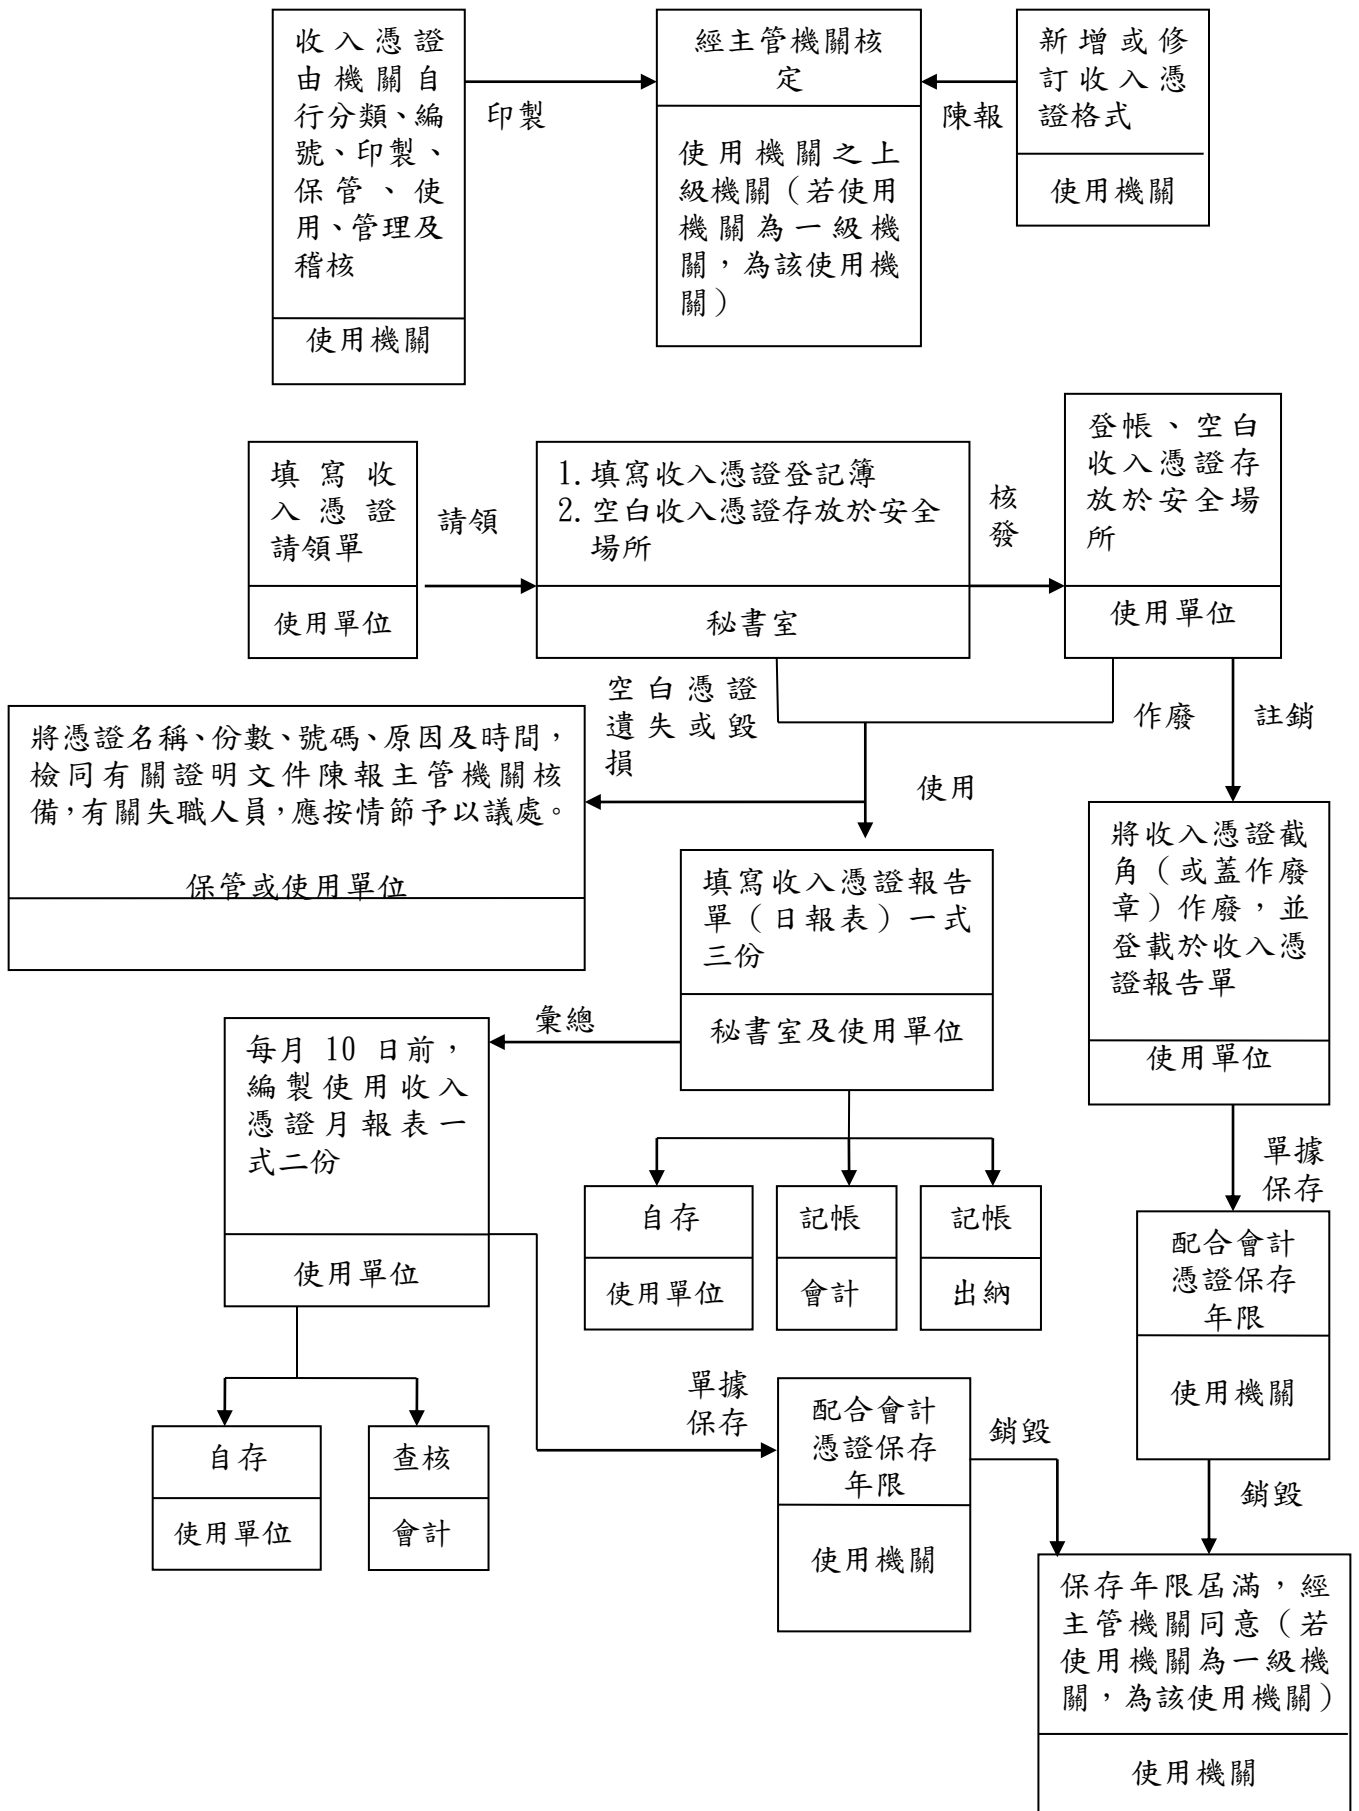 收入憑證
由機關自
行分類、編
號、印製、
保管、使
用、管理及
稽核
使用機關
印製
經主管機關核
定
使用機關之上
級機關（若使用
機關為一級機
關，為該使用機
關）
陳報
新增或修
訂收入憑
證格式
使用機關
填寫收
入憑證
請領單
使用單位
請領
1.填寫收入憑證登記簿
2.空白收入憑證存放於安全
場所
秘書室
核
發
登帳、空白
收入憑證存
放於安全場
所
使用單位
空白憑證
遺失或毀
損
使用
作廢
註銷
將憑證名稱、份數、號碼、原因及時間，
檢同有關證明文件陳報主管機關核
備，有關失職人員，應按情節予以議處。
保管或使用單位
填寫收入憑證報告
單（日報表）一式
三份
秘書室及使用單位
將收入憑證截
角（或蓋作廢
章）作廢，並
登載於收入憑
證報告單
使用單位
彙總
每月 10 日前，
編製使用收入
憑證月報表一
式二份
使用單位
自存
使用單位
記帳
會計
記帳
出納
單據
保存
配合會計
憑證保存
年限
使用機關
自存
使用單位
查核
會計
單據
保存
配合會計
憑證保存
年限
使用機關
銷毀
銷毀
保存年限屆滿，經
主管機關同意（若
使用機關為一級機
關，為該使用機關）
使用機關